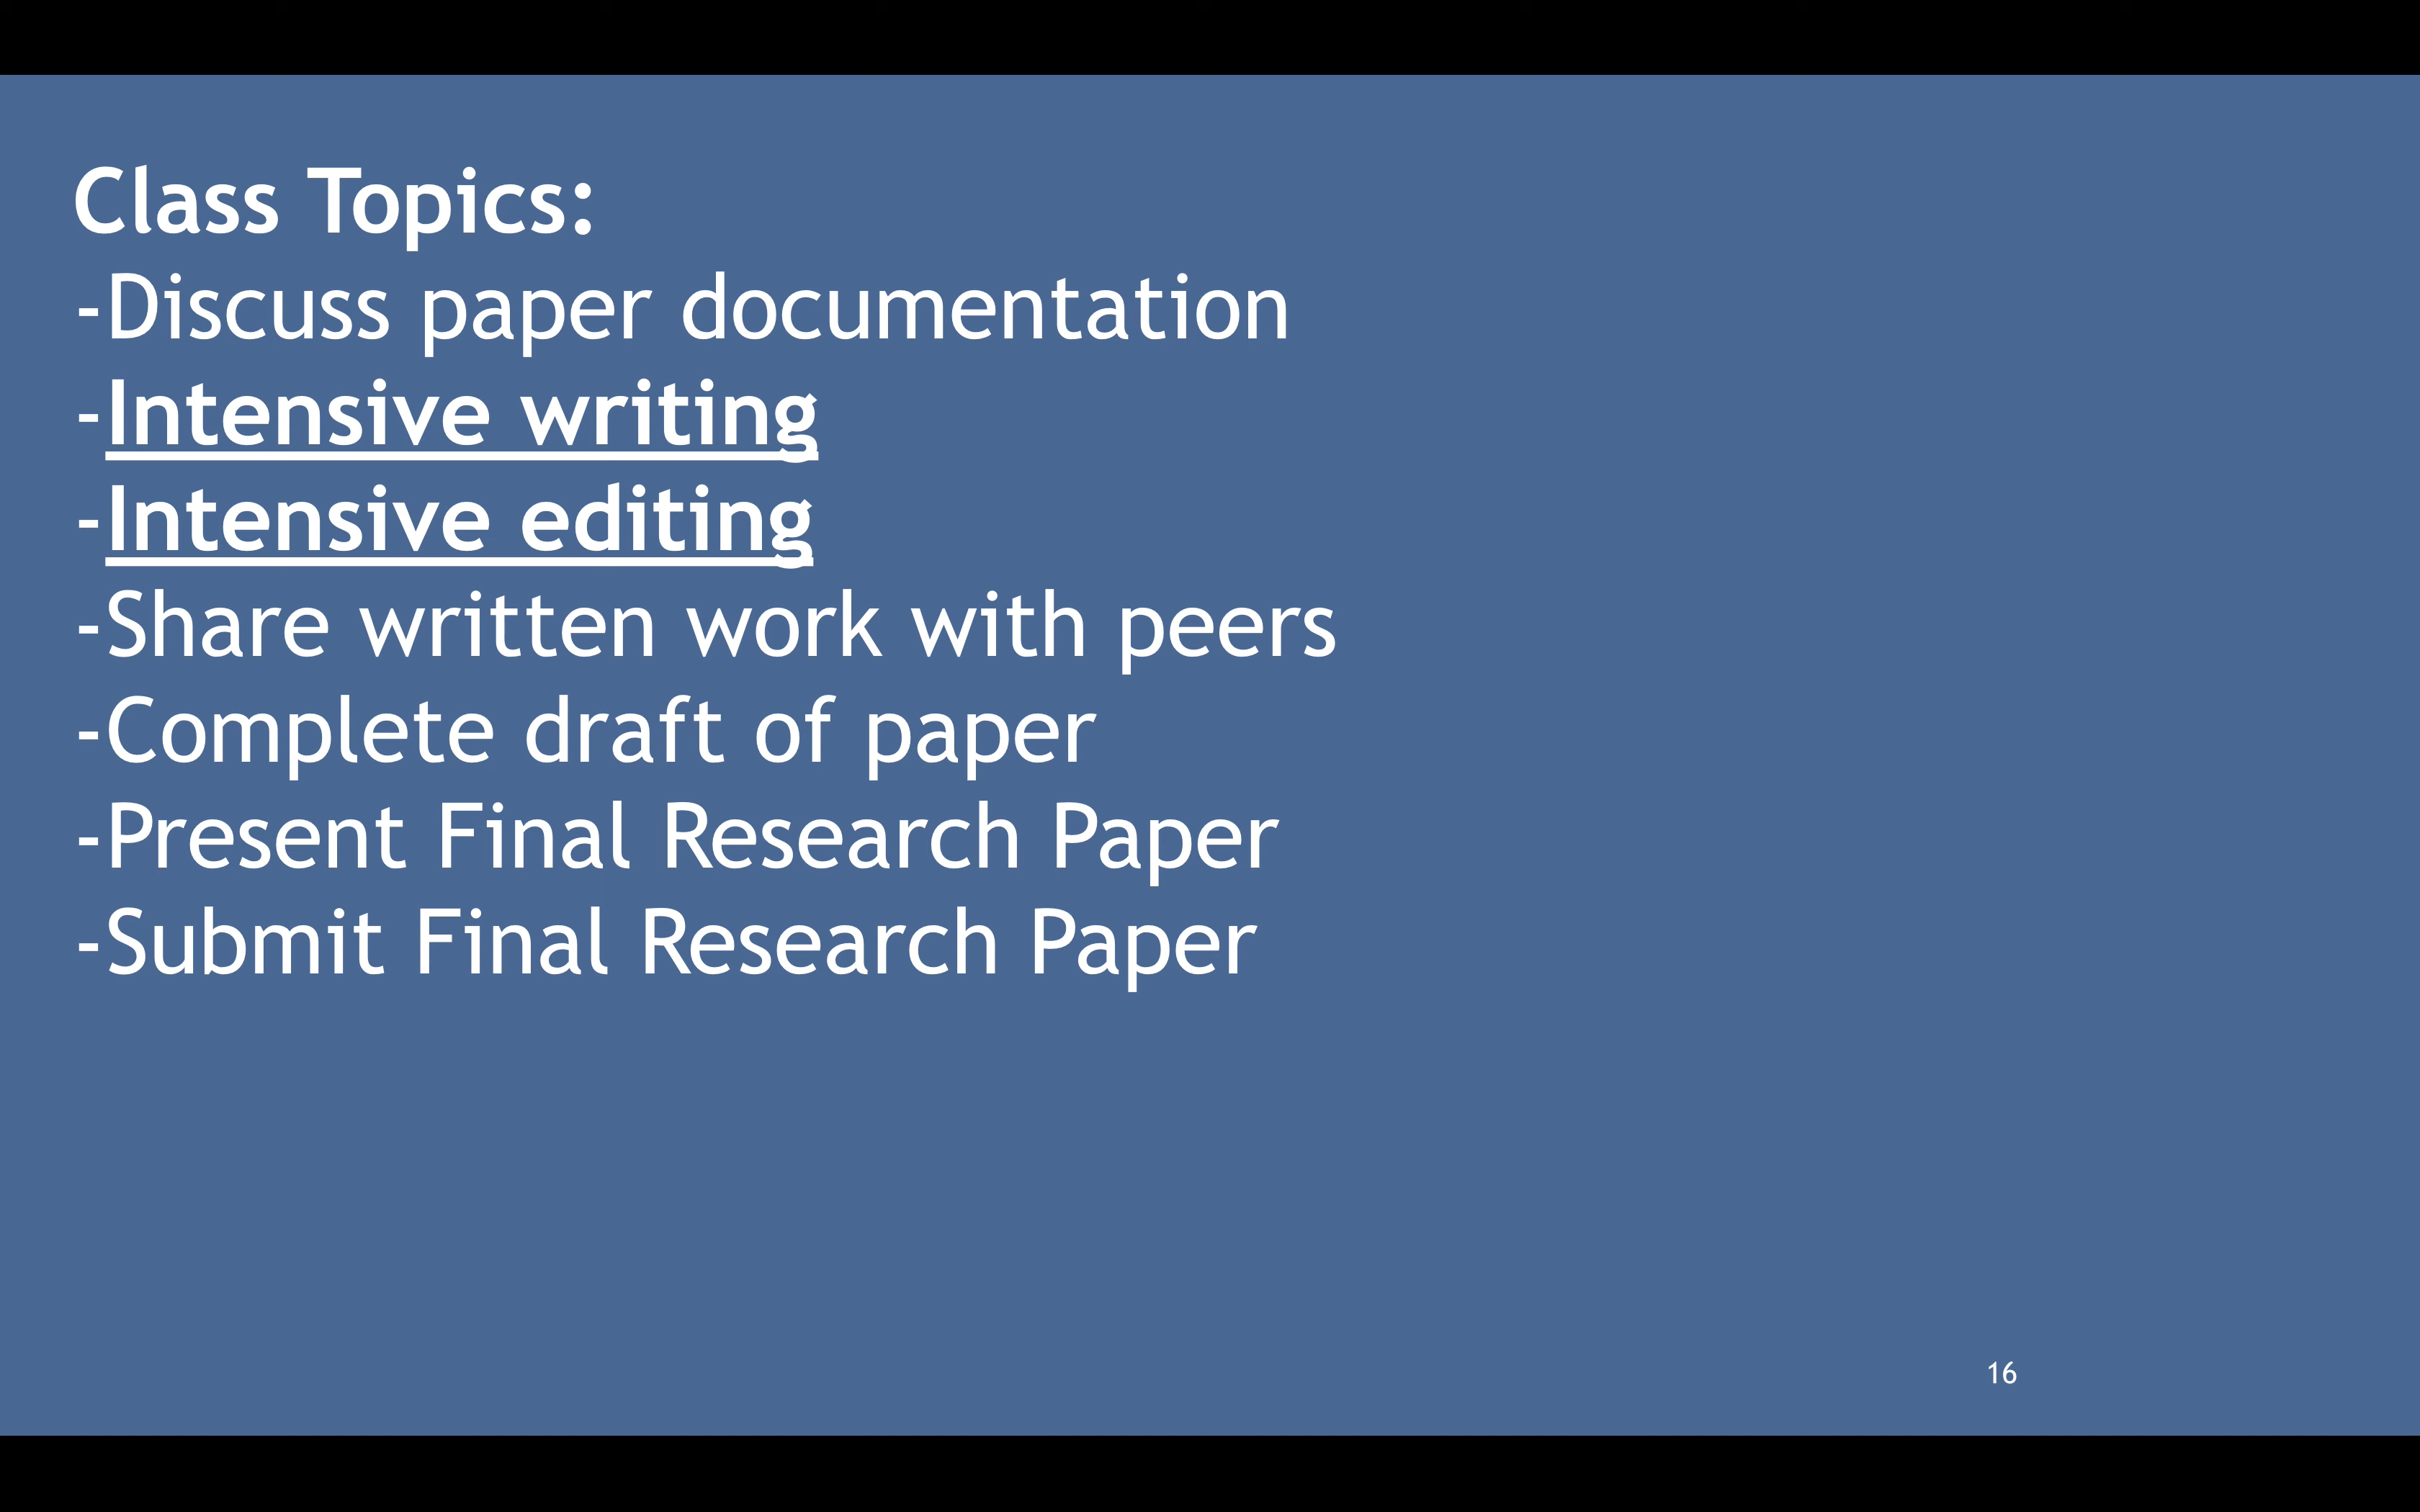 Class Topics:
-Discuss paper documentation
-Intensive writing
-Intensive editing
-Share written work with peers
-Complete draft of paper
-Present Final Research Paper
-Submit Final Research Paper
16